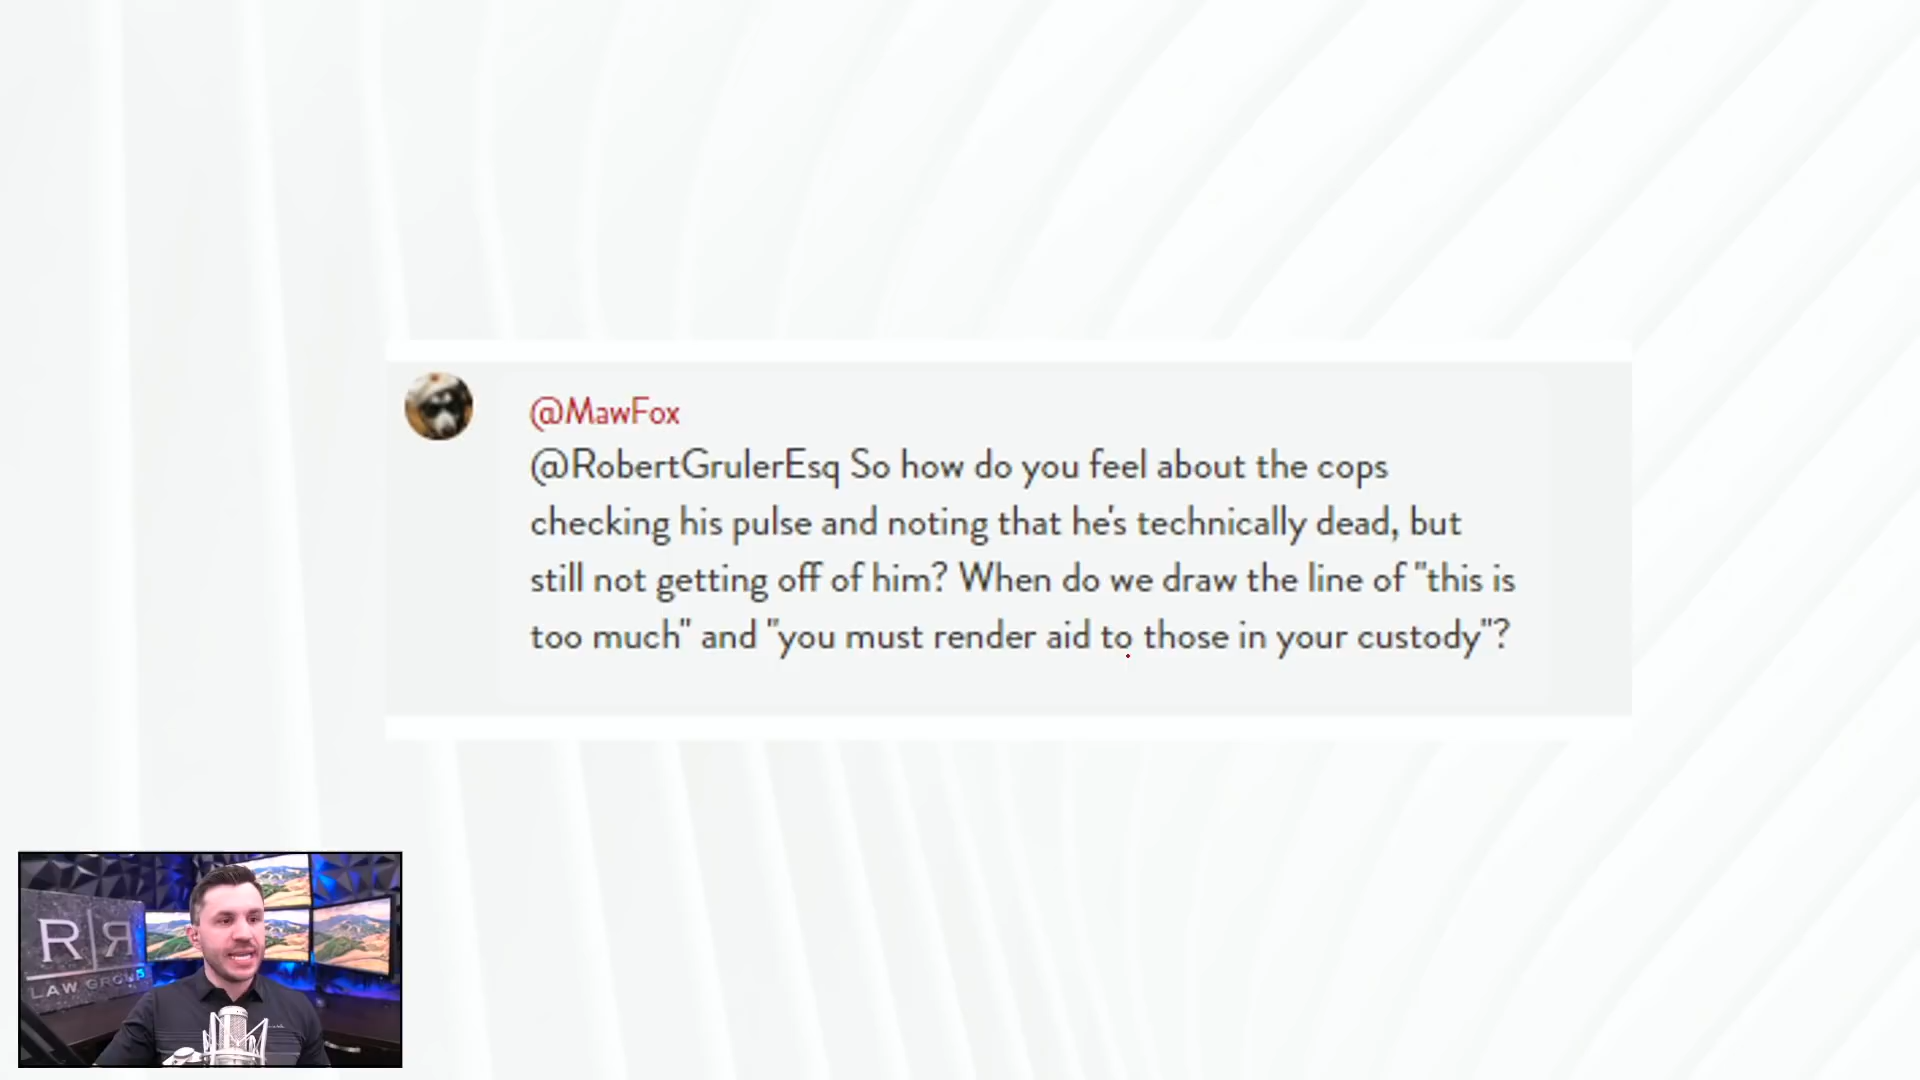 @MawFox
@RobertGrulerEsq So how do you feel about the cops
checking his pulse and noting that he's technically dead, but
still not getting off of him? When do we draw the line of "this is
too much" and "you must render aid to those in your custody"?
R|Я
LAW GROUP